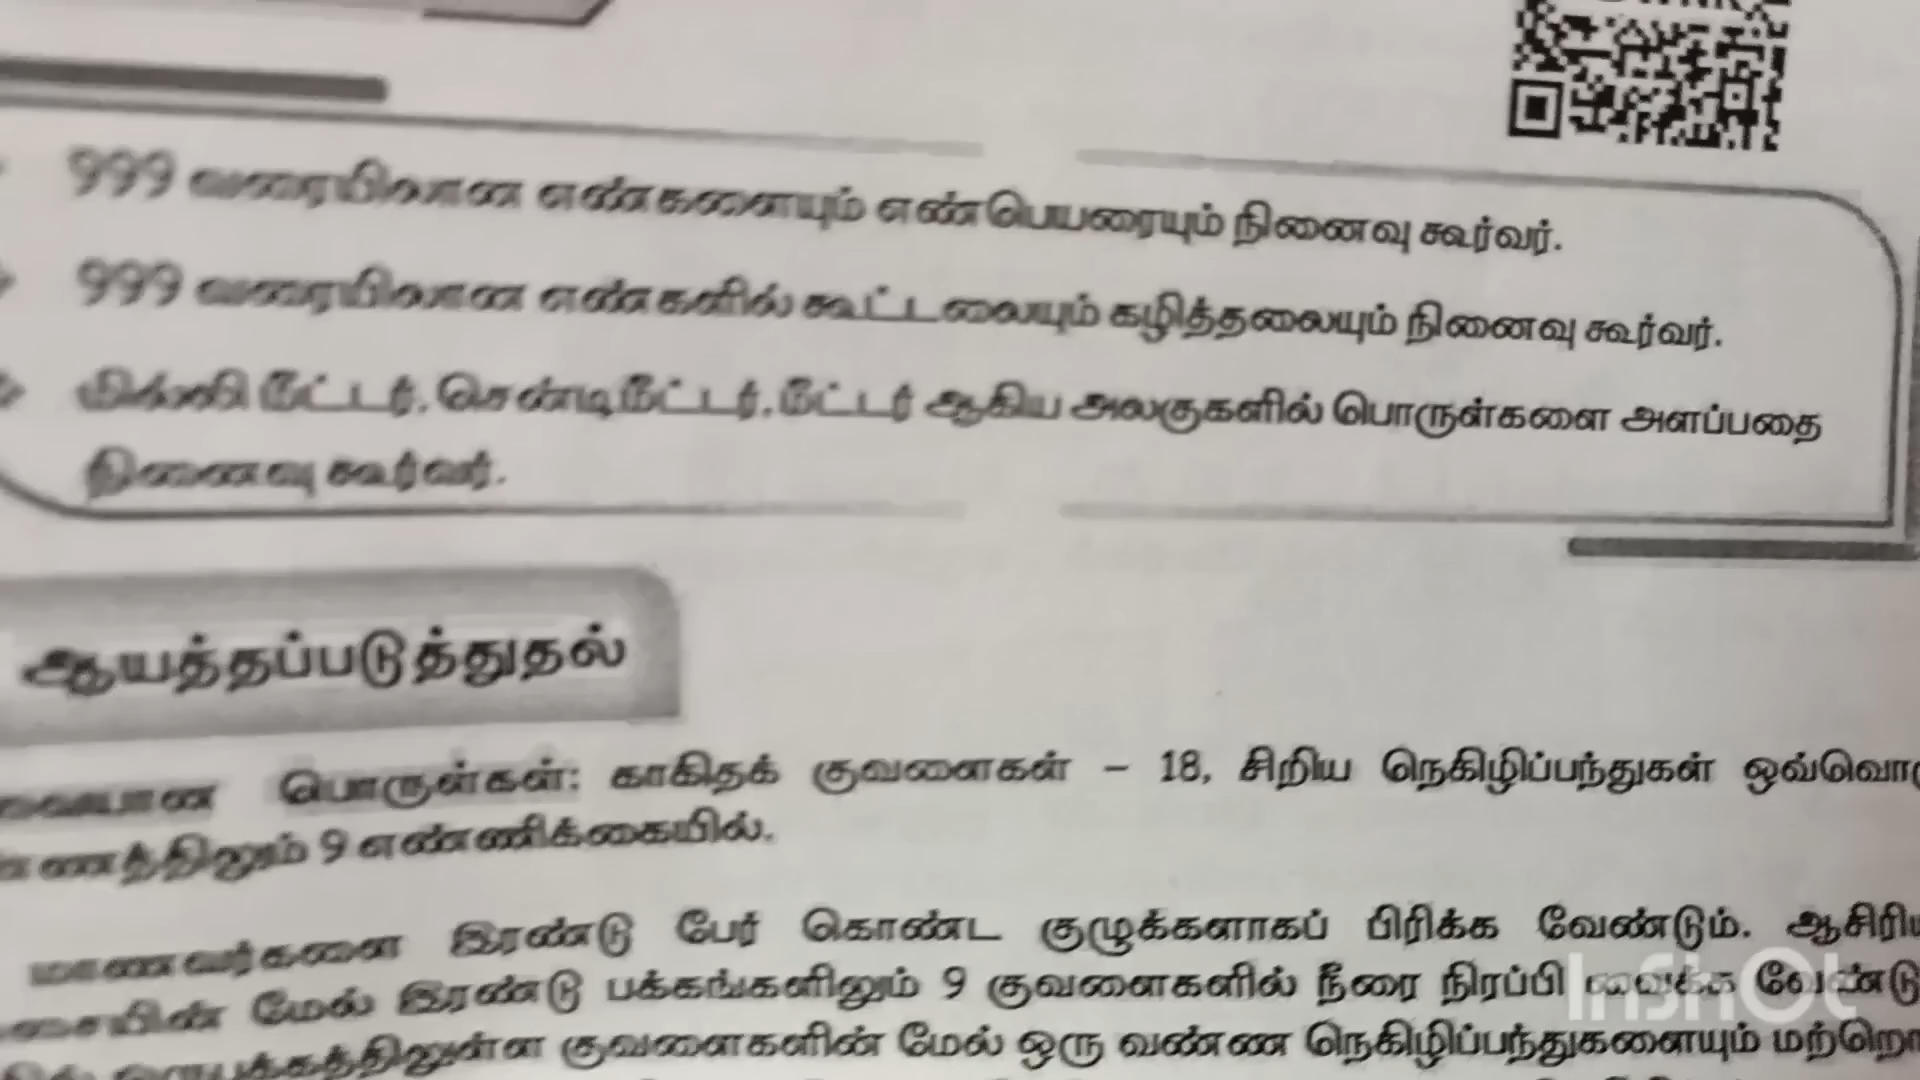 999 வரையிலான எண்களையும் எண்பெயரையும் நினைவு கூர்வர்.
999 வரையிலான எண்களில் கூட்டலையும் கழித்தலையும் நினைவு கூர்வர்.
மில்லி மீட்டர், சென்டி மீட்டர், மீட்டர் ஆகிய அலகுகளில் பொருள்களை அளப்பதை
நினைவு கூர்வர்.
ஆயத்தப்படுத்துதல்
பொருள்கள்: காகிதக் குவளைகள் – 18, சிறிய நெகிழிப்பந்துகள்
9 எண்ணிக்கையில்.
மாணவர்களை இரண்டு பேர் கொண்ட குழுக்களாகப் பிரிக்க வேண்டும்.
மேல் இரண்டு பக்கங்களிலும் 9 குவளைகளில் நீரை நிரப்பி வைக்க
குவளைகளின் மேல் ஒரு வண்ண நெகிழிப்பந்துகளையும்
InShOt